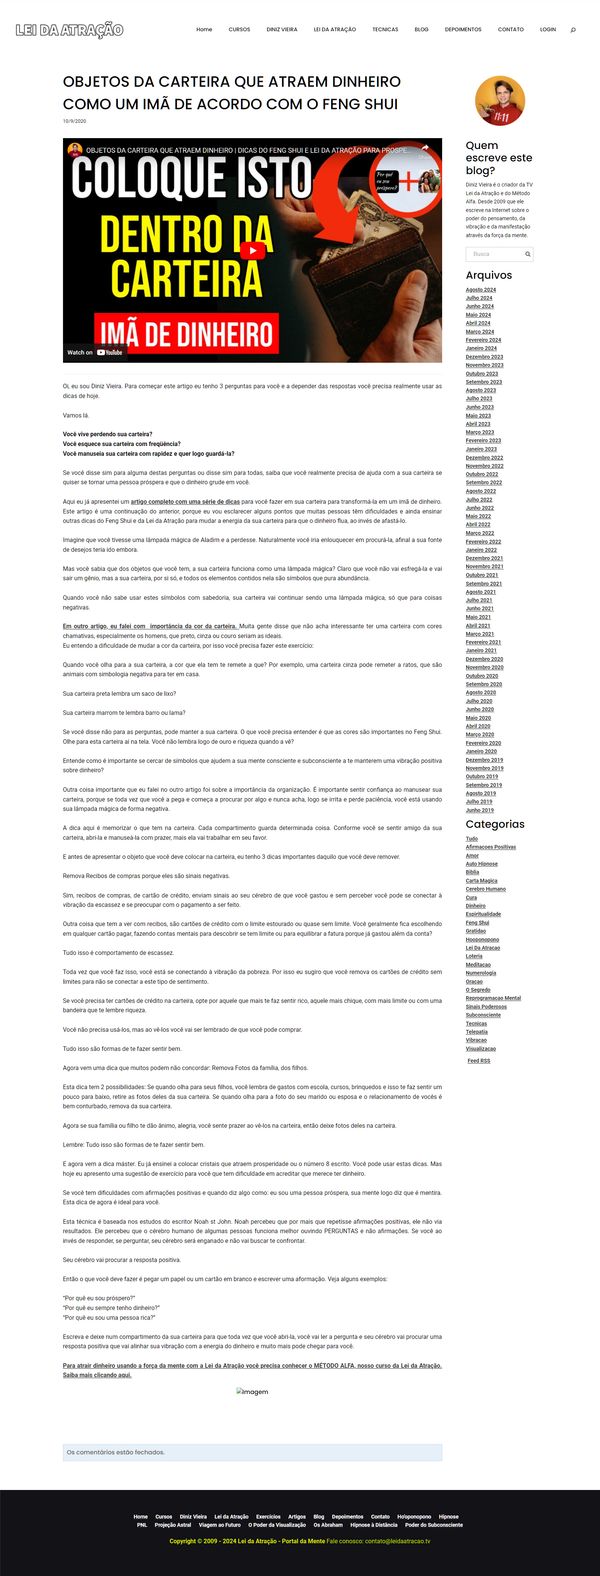 LEI DA ATRAÇÃO
Home CURSOS DINIZ VIEIRA LEI DA ATRAÇÃO TECNICAS BLOG DEPOIMENTOS CONTATO LOGIN
OBJETOS DA CARTEIRA QUE ATRAEM DINHEIRO
COMO UM IMÃ DE ACORDO COM O FENG SHUI
10/9/2020
OBJETOS DA CARTEIRA QUE ATRAEM DINHEIRO | DICAS DO FENG SHUI E LEI DA ATRAÇÃO PARA PROSPE...
COLOQUE ISTO
DENTRO DA
CARTEIRA
IMÃ DE DINHEIRO
Por quê
eu sou
próspero?
Watch on YouTube
Oi, eu sou Diniz Vieira. Para começar este artigo eu tenho 3 perguntas para você e a depender das respostas você precisa realmente usar as
dicas de hoje.
Vamos lá.
Você vive perdendo sua carteira?
Você esquece sua carteira com freqüência?
Você manuseia sua carteira com rapidez e quer logo guardá-la?
Se você disse sim para alguma destas perguntas ou disse sim para todas, saiba que você realmente precisa de ajuda com a sua carteira se
quiser se tornar uma pessoa próspera e que o dinheiro grude em você.
Aqui eu já apresentei um artigo completo com uma série de dicas para você fazer em sua carteira para transformá-la em um imã de dinheiro.
Este artigo é uma continuação do anterior, porque eu vou esclarecer alguns pontos que muitas pessoas têm dificuldades e ainda ensinar
outras dicas do Feng Shui e da Lei da Atração para mudar a energia da sua carteira para que o dinheiro flua, ao invés de afastá-lo.
Imagine que você tivesse uma lâmpada mágica de Aladim e a perdesse. Naturalmente você iria enlouquecer em procurá-la, afinal a sua fonte
de desejos teria ido embora.
Mas você sabia que dos objetos que você tem, a sua carteira funciona como uma lâmpada mágica? Claro que você não vai esfregá-la e vai
sair um gênio, mas a sua carteira, por si só, e todos os elementos contidos nela são símbolos que pura abundância.
Quando você não sabe usar estes símbolos com sabedoria, sua carteira vai continuar sendo uma lâmpada mágica, só que para coisas
negativas.
Em outro artigo, eu falei com importância da cor da carteira. Muita gente disse que não acha interessante ter uma carteira com cores
chamativas, especialmente os homens, que preto, cinza ou couro seriam as ideais.
Eu entendo a dificuldade de mudar a cor da carteira, por isso você precisa fazer este exercício:
Quando você olha para a sua carteira, a cor que ela tem te remete a que? Por exemplo, uma carteira cinza pode remeter a ratos, que são
animais com simbologia negativa para ter em casa.
Sua carteira preta lembra um saco de lixo?
Sua carteira marrom te lembra barro ou lama?
Se você disse não para as perguntas, pode manter a sua carteira. O que você precisa entender é que as cores são importantes no Feng Shui.
Olhe para esta carteira aí na tela. Você não lembra logo de ouro e riqueza quando a vê?
Entende como é importante se cercar de símbolos que ajudem a sua mente consciente e subconsciente a te manterem uma vibração positiva
sobre dinheiro?
Outra coisa importante que eu falei no outro artigo foi sobre a importância da organização. É importante sentir confiança ao manusear sua
carteira, porque se toda vez que você a pega e começa a procurar por algo e nunca acha, logo se irrita e perde paciência, você está usando
sua lâmpada mágica de forma negativa.
A dica aqui é memorizar o que tem na carteira. Cada compartimento guarda determinada coisa. Conforme você se sentir amigo da sua
carteira, abri-la e manuseá-la com prazer, mais ela vai trabalhar em seu favor.
E antes de apresentar o objeto que você deve colocar na carteira, eu tenho 3 dicas importantes daquilo que você deve remover.
Remova Recibos de compras porque eles são sinais negativos.
Sim, recibos de compras, de cartão de crédito, enviam sinais ao seu cérebro de que você gastou e sem perceber você pode se conectar à
vibração da escassez e se preocupar com o pagamento a ser feito.
Outra coisa que tem a ver com recibos, são cartões de crédito com o limite estourado ou quase sem limite. Você geralmente fica escolhendo
em qualquer cartão pagar, fazendo contas mentais para descobrir se tem limite ou para equilibrar a fatura porque já gastou além da conta?
Tudo isso é comportamento de escassez.
Toda vez que você faz isso, você está se conectando à vibração da pobreza. Por isso eu sugiro que você remova os cartões de crédito sem
limites para não se conectar a este tipo de sentimento.
Se você precisa ter cartões de crédito na carteira, opte por aquele que mais te faz sentir rico, aquele mais chique, com mais limite ou com uma
bandeira que te lembre riqueza.
Você não precisa usá-los, mas ao vê-los você vai ser lembrado de que você pode comprar.
Tudo isso são formas de te fazer sentir bem.
Agora vem uma dica que muitos podem não concordar: Remova Fotos da família, dos filhos.
Esta dica tem 2 possibilidades: Se quando olha para seus filhos, você lembra de gastos com escola, cursos, brinquedos e isso te faz sentir um
pouco para baixo, retire as fotos deles da sua carteira. Se quando olha para a foto do seu marido ou esposa e o relacionamento de vocês é
bem conturbado, remova da sua carteira.
Agora se sua família ou filho te dão ânimo, alegria, você sente prazer ao vê-los na carteira, então deixe fotos deles na carteira.
Lembre: Tudo isso são formas de te fazer sentir bem.
E agora vem a dica máster. Eu já ensinei a colocar cristais que atraem prosperidade ou o número 8 escrito. Você pode usar estas dicas. Mas
hoje eu apresento uma sugestão de exercício para você que tem dificuldade em acreditar que merece ter dinheiro.
Se você tem dificuldades com afirmações positivas e quando diz algo como: eu sou uma pessoa próspera, sua mente logo diz que é mentira.
Esta dica de agora é ideal para você.
Esta técnica é baseada nos estudos do escritor Noah st John. Noah percebeu que por mais que repetisse afirmações positivas, ele não via
resultados. Ele percebeu que o cérebro humano de algumas pessoas funciona melhor ouvindo PERGUNTAS e não afirmações. Se você ao
invés de responder, se perguntar, seu cérebro será enganado e não vai buscar te confrontar.
Seu cérebro vai procurar a resposta positiva.
Então o que você deve fazer é pegar um papel ou um cartão em branco e escrever uma aformação. Veja alguns exemplos:
“Por quê eu sou próspero?”
“Por quê eu sempre tenho dinheiro?”
“Por quê eu sou uma pessoa rica?”
Escreva e deixe num compartimento da sua carteira para que toda vez que você abri-la, você vai ler a pergunta e seu cérebro vai procurar uma
resposta positiva que vai alinhar sua vibração com a energia do dinheiro e muito mais pode chegar para você.
Para atrair dinheiro usando a força da mente com a Lei da Atração você precisa conhecer o MÉTODO ALFA, nosso curso da Lei da Atração.
Saiba mais clicando aqui.
Imagem
Os comentários estão fechados.
11:11
Quem
escreve este
blog?
Diniz Vieira é o criador da TV
Lei da Atração e do Método
Alfa. Desde 2009 que ele
escreve na Internet sobre o
poder do pensamento, da
vibração e da manifestação
através da força da mente.
Busca
Arquivos
Agosto 2024
Julho 2024
Junho 2024
Maio 2024
Abril 2024
Março 2024
Fevereiro 2024
Janeiro 2024
Dezembro 2023
Novembro 2023
Outubro 2023
Setembro 2023
Agosto 2023
Julho 2023
Junho 2023
Maio 2023
Abril 2023
Março 2023
Fevereiro 2023
Janeiro 2023
Dezembro 2022
Novembro 2022
Outubro 2022
Setembro 2022
Agosto 2022
Julho 2022
Junho 2022
Maio 2022
Abril 2022
Março 2022
Fevereiro 2022
Janeiro 2022
Dezembro 2021
Novembro 2021
Outubro 2021
Setembro 2021
Agosto 2021
Julho 2021
Junho 2021
Maio 2021
Abril 2021
Março 2021
Fevereiro 2021
Janeiro 2021
Dezembro 2020
Novembro 2020
Outubro 2020
Setembro 2020
Agosto 2020
Julho 2020
Junho 2020
Maio 2020
Abril 2020
Março 2020
Fevereiro 2020
Janeiro 2020
Dezembro 2019
Novembro 2019
Outubro 2019
Setembro 2019
Agosto 2019
Julho 2019
Junho 2019
Categorias
Tudo
Afirmacoes Positivas
Amor
Auto Hipnose
Biblia
Carta Magica
Cerebro Humano
Cura
Dinheiro
Espiritualidade
Feng Shui
Gratidao
Hooponopono
Lei Da Atracao
Loteria
Meditacao
Numerologia
Oracao
O Segredo
Reprogramacao Mental
Sinais Poderosos
Subconsciente
Tecnicas
Telepatia
Vibracao
Visualizacao
Feed RSS
Home Cursos Diniz Vieira Lei da Atração Exercícios Artigos Blog Depoimentos Contato Ho'oponopono Hipnose
PNL Projeção Astral Viagem ao Futuro O Poder da Visualização Os Abraham Hipnose à Distância Poder do Subconsciente
Copyright © 2009 - 2024 Lei da Atração - Portal da Mente Fale conosco: contato@leidaatracao.tv